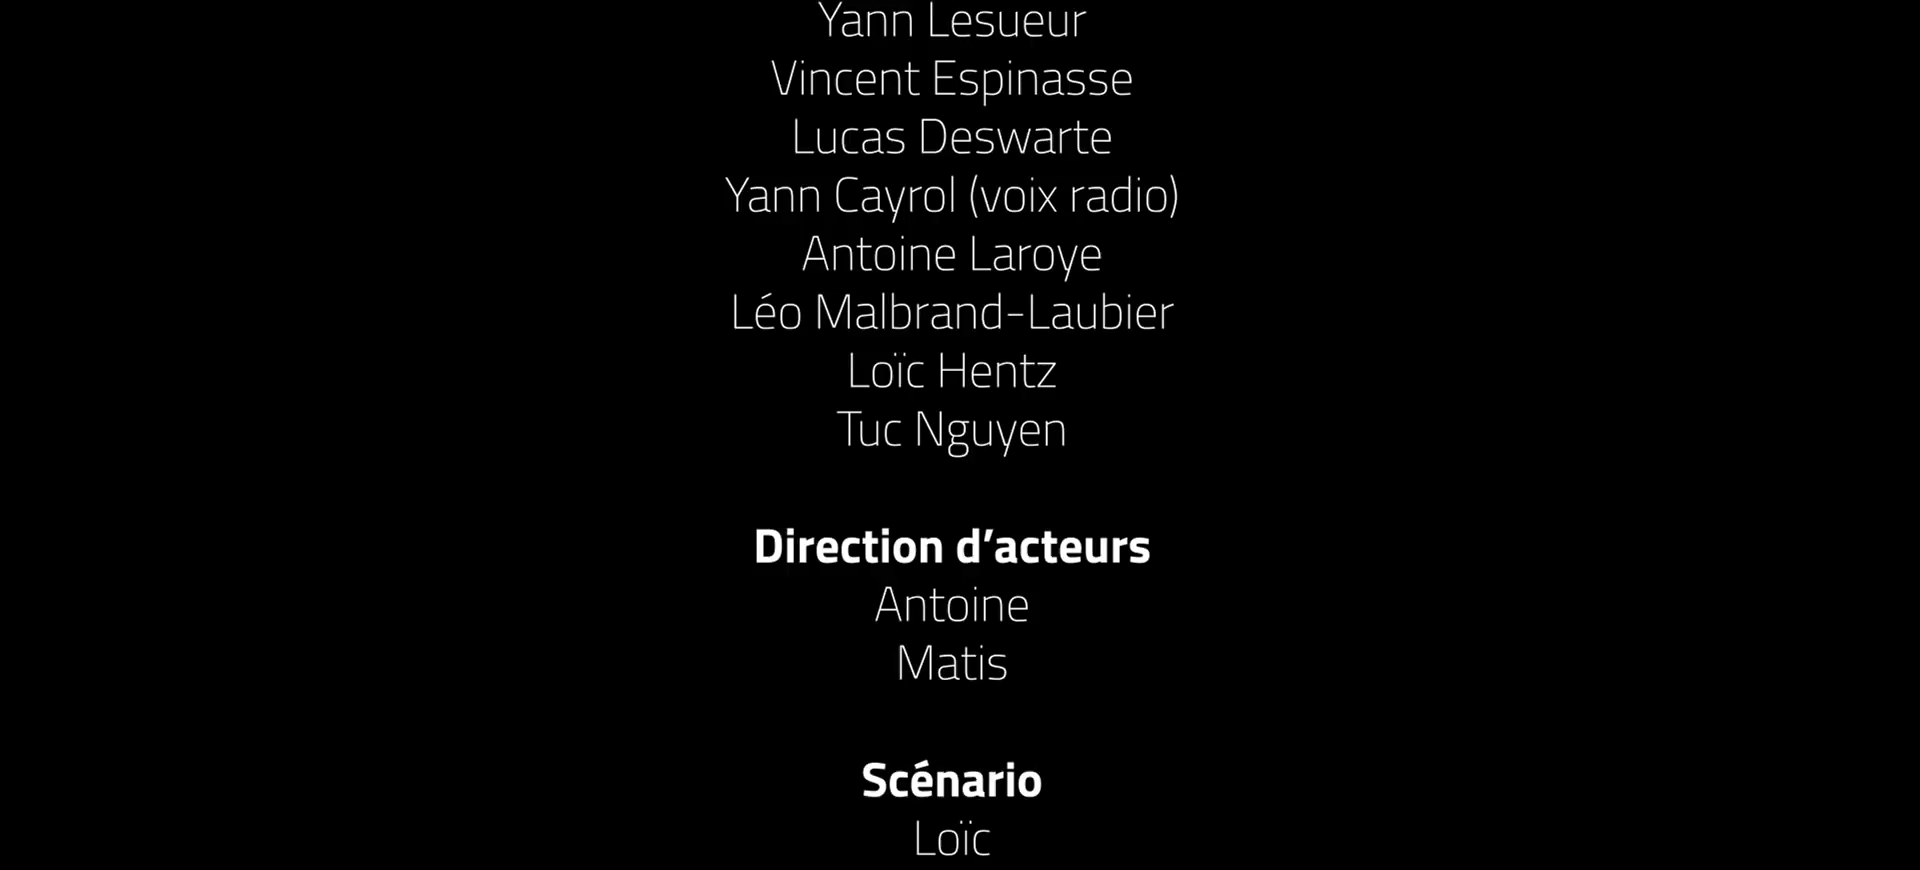 Yann Lesueur
Vincent Espinasse
Lucas Deswarte
Yann Cayrol (voix radio)
Antoine Laroye
Léo Malbrand-Laubier
Loïc Hentz
Tuc Nguyen
Direction d’acteurs
Antoine
Matis
Scénario
Loïc